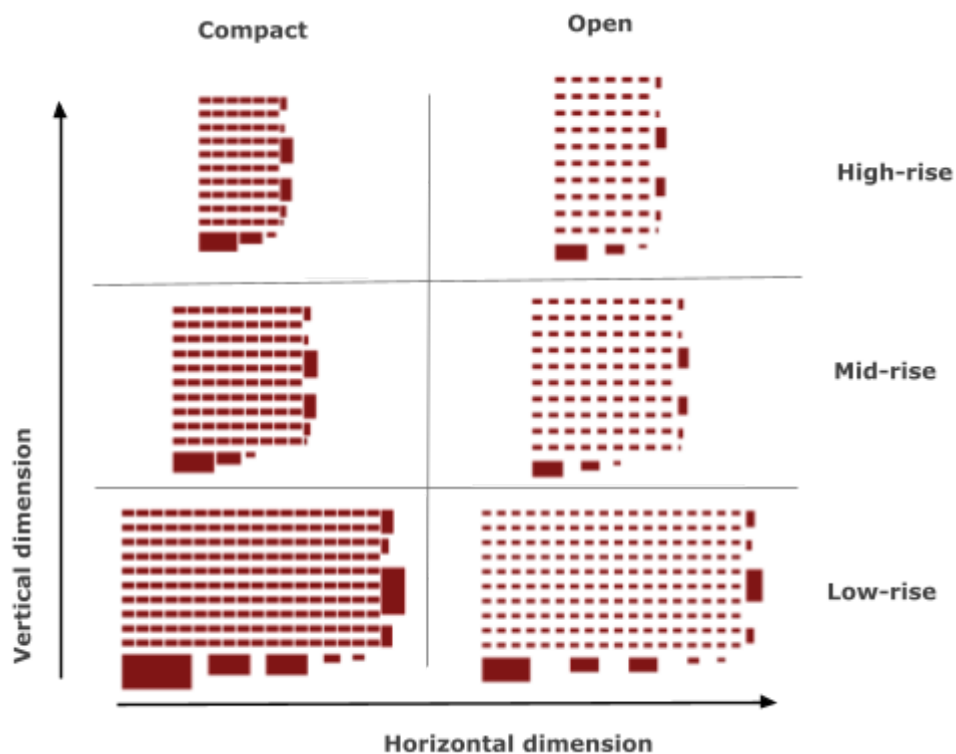 Compact
Open
High-rise
Mid-rise
Low-rise
Vertical dimension
Horizontal dimension